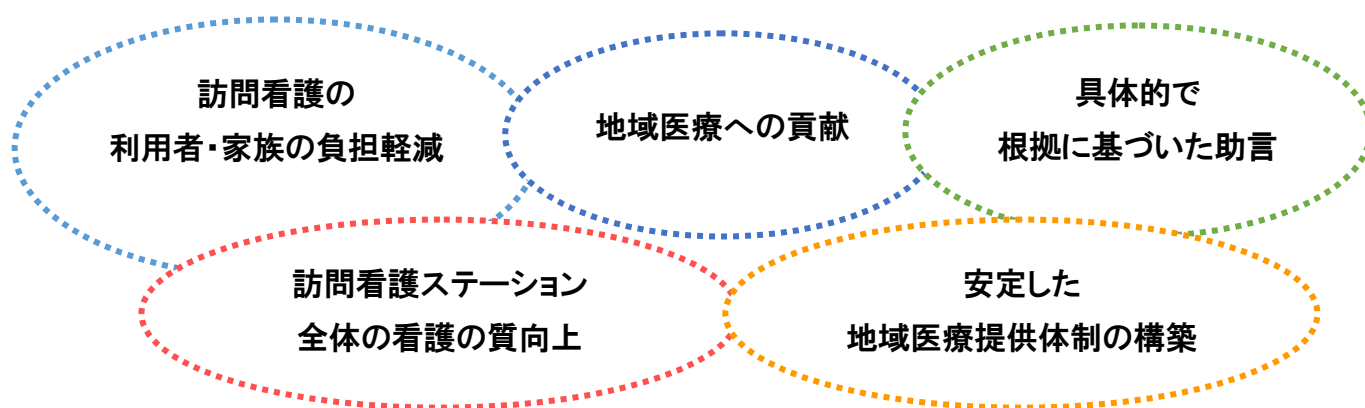 訪問看護の
利用者・家族の負担軽減
地域医療への貢献
具体的で
根拠に基づいた助言
訪問看護ステーション
全体の看護の質向上
安定した
地域医療提供体制の構築